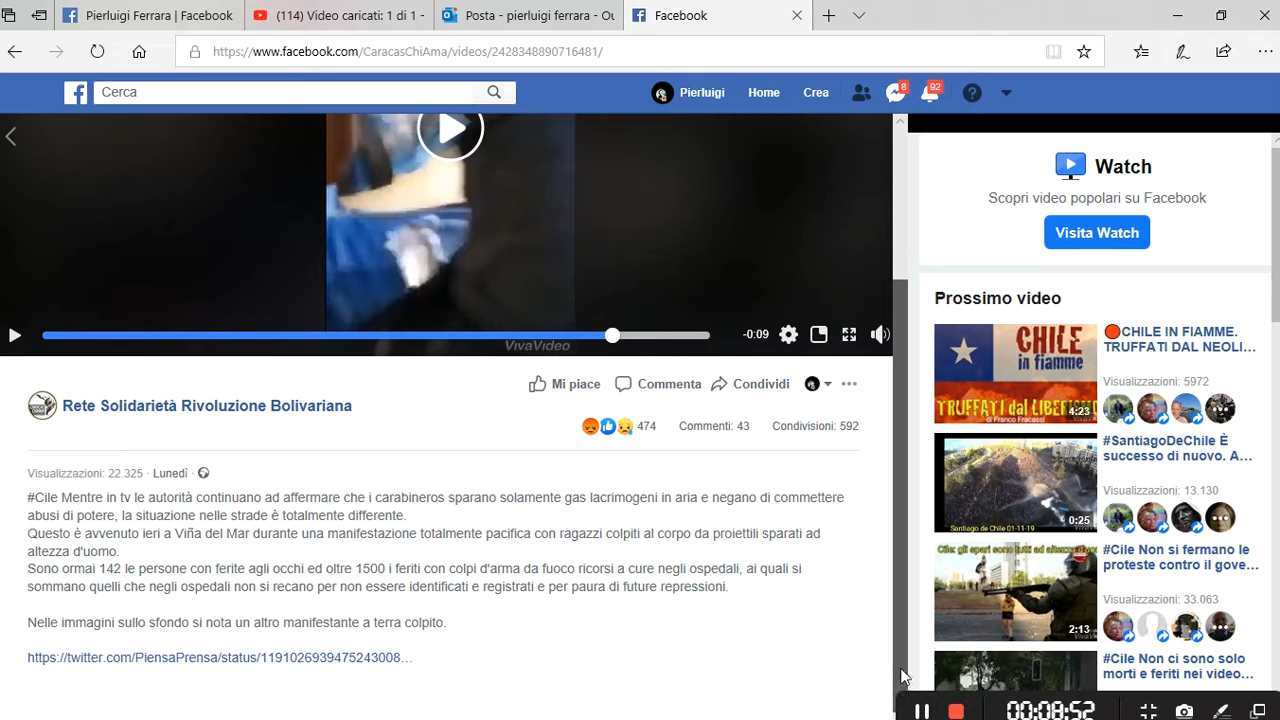 Pierluigi Ferrara | Facebook
(114) Video caricati: 1 di 1 -
Posta - pierluigi ferrara - Ou
Facebook
https://www.facebook.com/CaracasChiAma/videos/2428348890716481/
Cerca
Pierluigi
Home
Crea
8
92
-0:09
VivaVideo
Mi piace
Commenta
Condividi
Rete Solidarietà Rivoluzione Bolivariana
474
Commenti: 43
Condivisioni: 592
Visualizzazioni: 22.325 · Lunedì ·
#Cile Mentre in tv le autorità continuano ad affermare che i carabineros sparano solamente gas lacrimogeni in aria e negano di commettere
abusi di potere, la situazione nelle strade è totalmente differente.
Questo è avvenuto ieri a Viña del Mar durante una manifestazione totalmente pacifica con ragazzi colpiti al corpo da proiettili sparati ad
altezza d'uomo.
Sono ormai 142 le persone con ferite agli occhi ed oltre 1500 i feriti con colpi d'arma da fuoco ricorsi a cure negli ospedali, ai quali si
sommano quelli che negli ospedali non si recano per non essere identificati e registrati e per paura di future repressioni.
Nelle immagini sullo sfondo si nota un altro manifestante a terra colpito.
https://twitter.com/PiensaPrensa/status/1191026939475243008...
Watch
Scopri video popolari su Facebook
Visita Watch
Prossimo video
CHILE
in fiamme
TRUFFATI dal LIBERISTO
di Franco Fracassi
4:23
CHILE IN FIAMME.
TRUFFATI DAL NEOLI...
Visualizzazioni: 5972
Santiago de Chile 01-11-19
0:25
#SantiagoDeChile È
successo di nuovo. A...
Visualizzazioni: 13.130
Cile: gli spari sono tutti ad altezza d
2:13
#Cile Non si fermano le
proteste contro il gove...
Visualizzazioni: 33.063
#Cile Non ci sono solo
morti e feriti nei video...
00:08:52